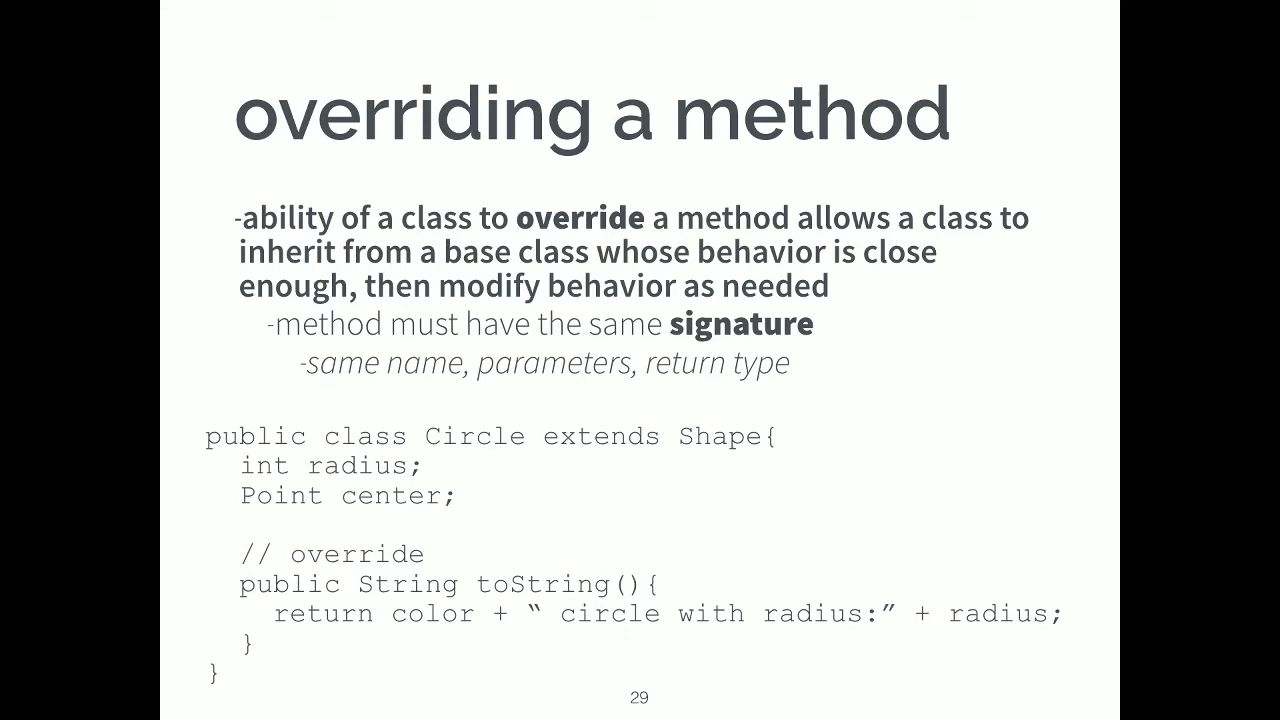 overriding a method
-ability of a class to override a method allows a class to
inherit from a base class whose behavior is close
enough, then modify behavior as needed
-method must have the same signature
-same name, parameters, return type
public class Circle extends Shape{
int radius;
Point center;
// override
public String toString(){
return color + “ circle with radius:” + radius;
}
}
29